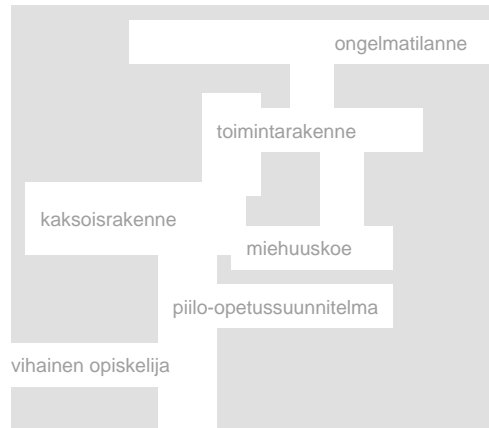 ongelmatilanne
toimintarakenne
kaksoisrakenne
miehuuskoe
piilo-opetussuunnitelma
vihainen opiskelija